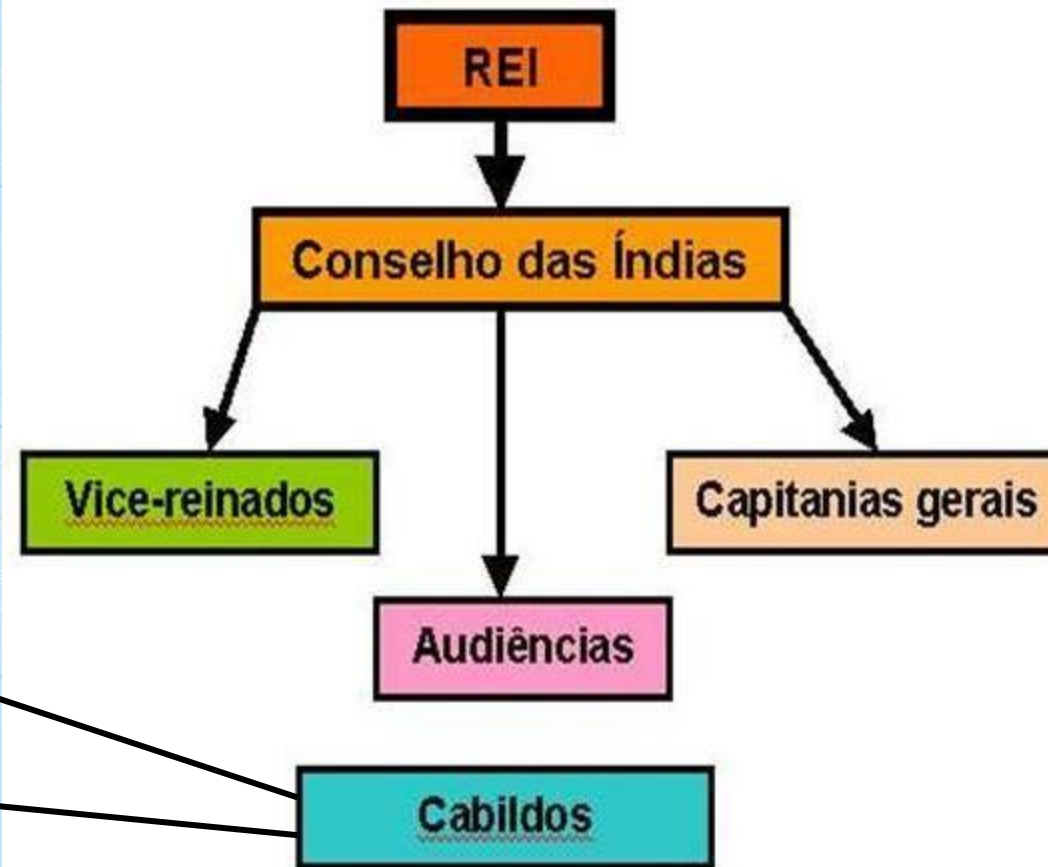 REI
Conselho das Índias
Vice-reinados
Capitanias gerais
Audiências
Cabildos